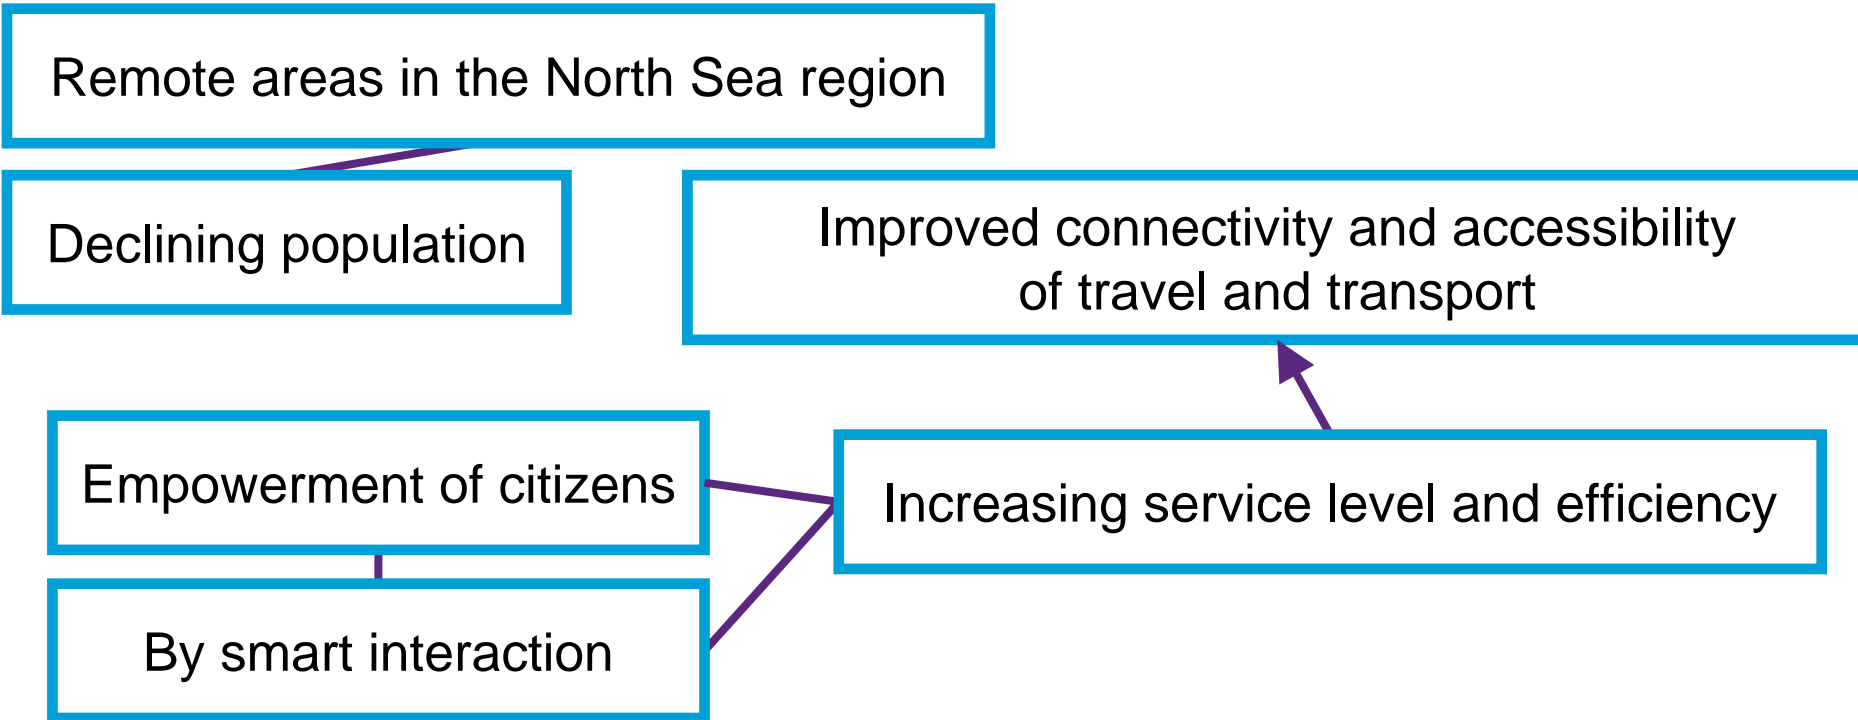 Remote areas in the North Sea region
Declining population
Improved connectivity and accessibility
of travel and transport
Empowerment of citizens
Increasing service level and efficiency
By smart interaction